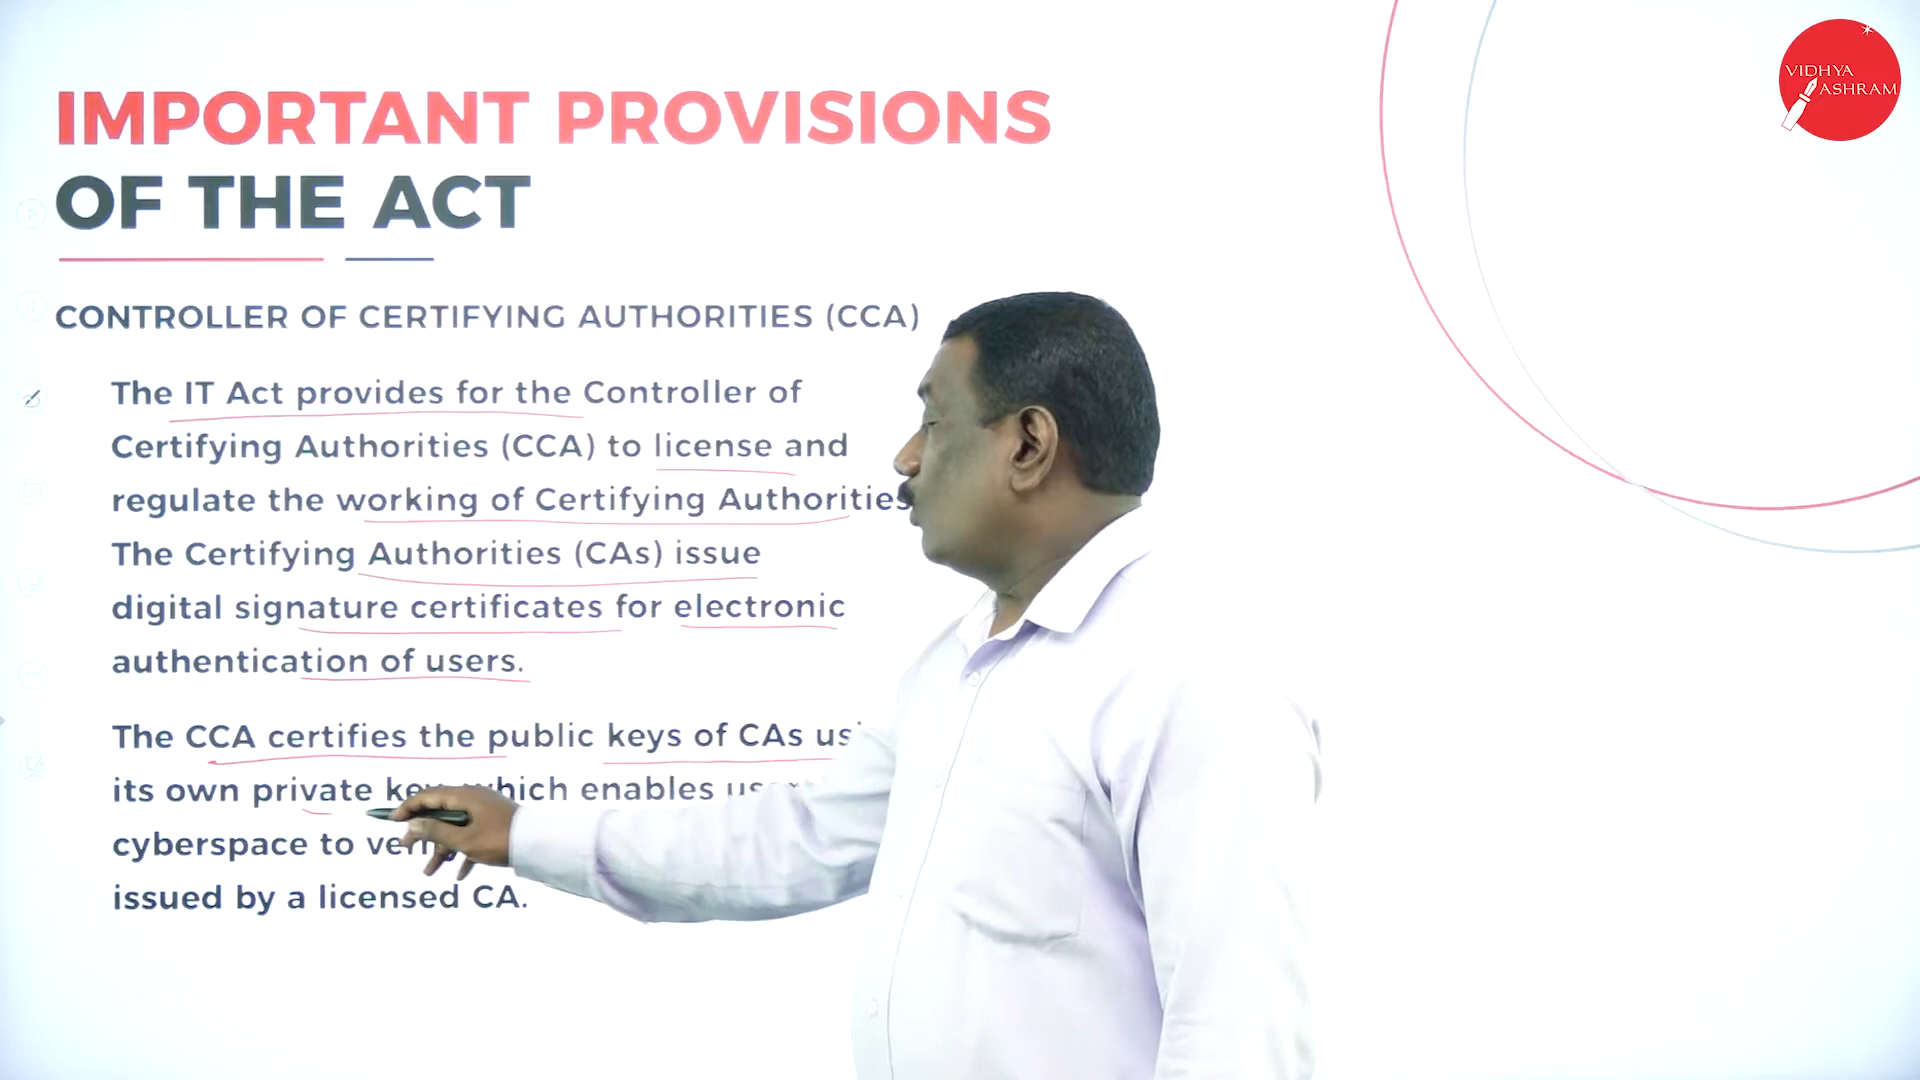 VIDHYA
ASHRAM
IMPORTANT PROVISIONS
OF THE ACT
CONTROLLER OF CERTIFYING AUTHORITIES (CCA)
The IT Act provides for the Controller of
Certifying Authorities (CCA) to license and
regulate the working of Certifying Authorities
The Certifying Authorities (CAs) issue
digital signature certificates for electronic
authentication of users.
The CCA certifies the public keys of CAs
its own private which enables
cyberspace to
issued by a licensed CA.